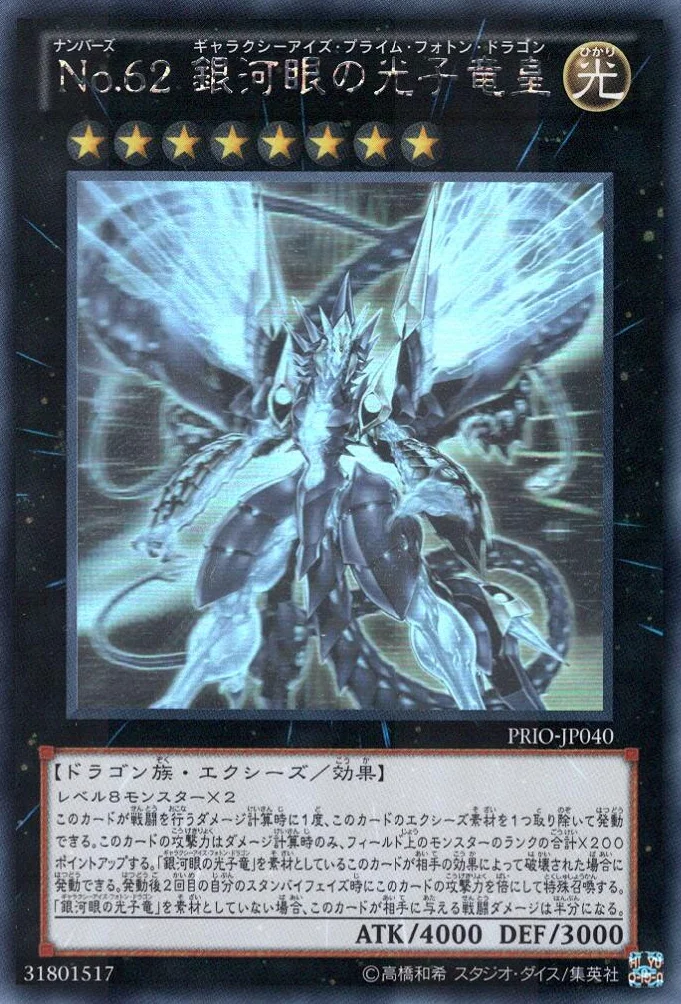 ナンバーズ ギャラクシーアイズ・プライム・フォトン・ドラゴン ひかり
No.62 銀河眼の光子竜皇 光
PRIO-JP040
【ドラゴン族・エクシーズ/効果】
レベル8モンスター×2
このカードが戦闘を行うダメージ計算時に1度、このカードのエクシーズ素材を1つ取り除いて発動
できる。このカードの攻撃力はダメージ計算時のみ、フィールド上のモンスターのランクの合計×200
ポイントアップする。「銀河眼の光子竜」を素材としているこのカードが相手の効果によって破壊された場合に
発動できる。発動後2回目の自分のスタンバイフェイズ時にこのカードの攻撃力を倍にして特殊召喚する。
「銀河眼の光子竜」を素材としていない場合、このカードが相手に与える戦闘ダメージは半分になる。
ATK/4000 DEF/3000
31801517 ©高橋和希 スタジオ・ダイス/集英社